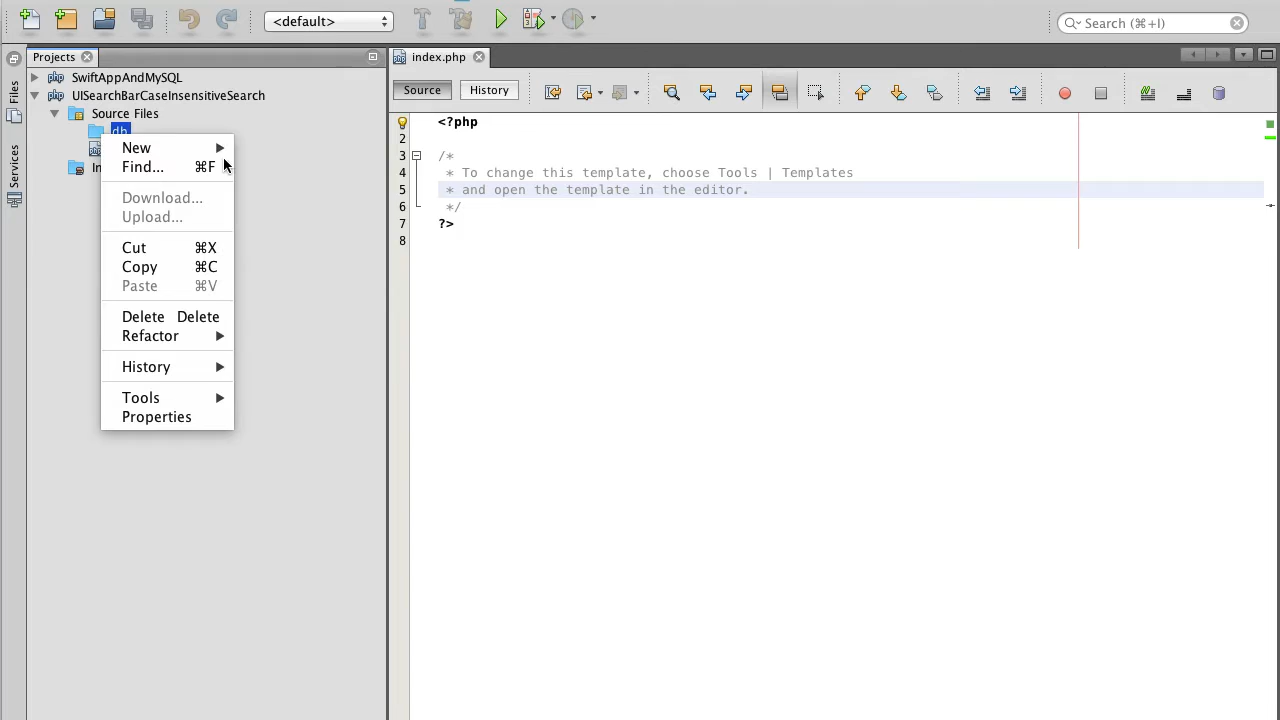 <default>
Search (⌘+I)
Projects
index.php
Files
Services
php SwiftAppAndMySQL
php UISearchBarCaseInsensitiveSearch
Source Files
db
New
Find... ⌘F
Download...
Upload...
Cut ⌘X
Copy ⌘C
Paste ⌘V
Delete Delete
Refactor
History
Tools
Properties
Source History
<?php
2
3 /*
4 * To change this template, choose Tools | Templates
5 * and open the template in the editor.
6 */
7 ?>
8